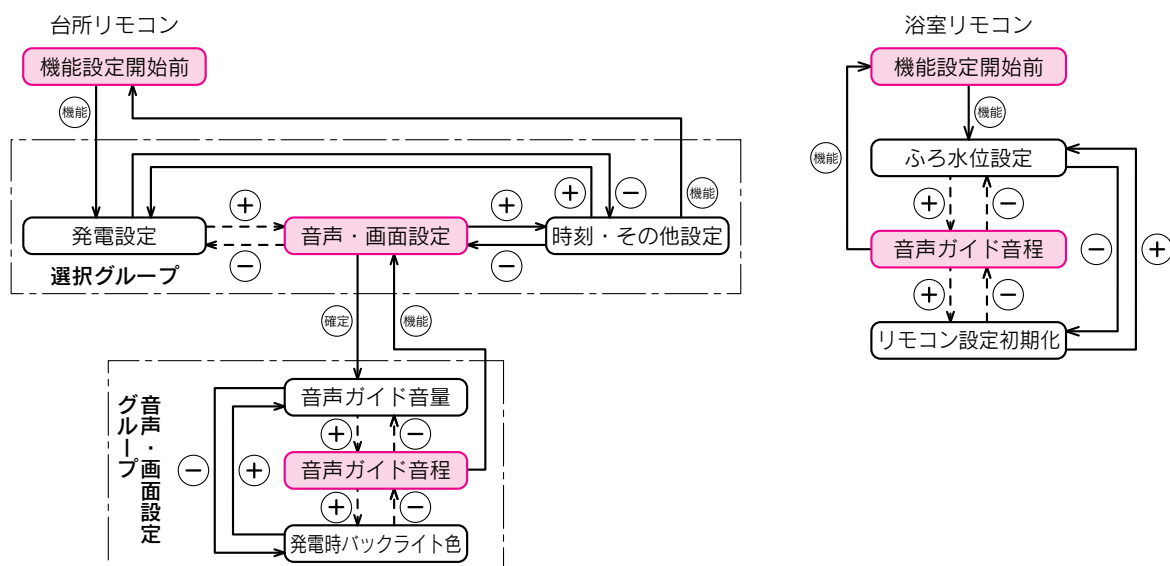 台所リモコン
機能設定開始前
機能
機能
+
-
発電設定
+
-
音声・画面設定
+
-
時刻・その他設定
選択グループ
確定
機能
音声・画面設定
グループ
音声ガイド音量
+
-
-
+
音声ガイド音程
+
-
発電時バックライト色
浴室リモコン
機能設定開始前
機能
機能
ふろ水位設定
+
-
音声ガイド音程
-
+
+
-
リモコン設定初期化